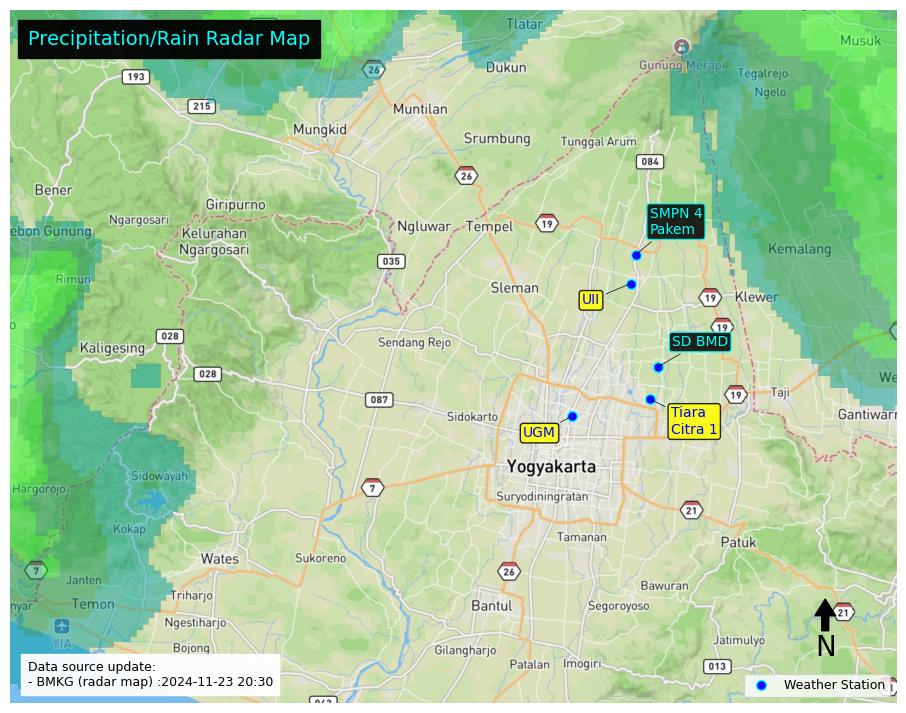 Precipitation/Rain Radar Map
Tlatar
Musuk
26
Dukun
Gunung Merapi
193
Tegalrejo
Ngelo
215
Muntilan
Mungkid
Srumbung
Tunggal Arum
084
26
Bener
Giripurno
SMPN 4
Pakem
Ngargosari
Ngluwar
Tempel
19
ebon Gunung
Kelurahan
Ngargosari
Kemalang
035
Rimun
Sleman
UII
19
Klewer
19
028
Sendang Rejo
SD BMD
Kaligesing
028
We
087
19
Taji
Sidokarto
Tiara
Citra 1
Gantiwarn
UGM
Yogyakarta
Sidowayah
Hargorojo
7
Suryodiningratan
21
Kokap
Tamanan
Patuk
Wates
Sukoreno
7
26
Janten
Bawuran
Triharjo
nyar
Temon
Bantul
Segoroyoso
21
Ngestiharjo
YIA
Jatimulyo
N
Bojong
Gilangharjo
Patalan
Imogiri
013
Data source update:
- BMKG (radar map) :2024-11-23 20:30
Weather Station